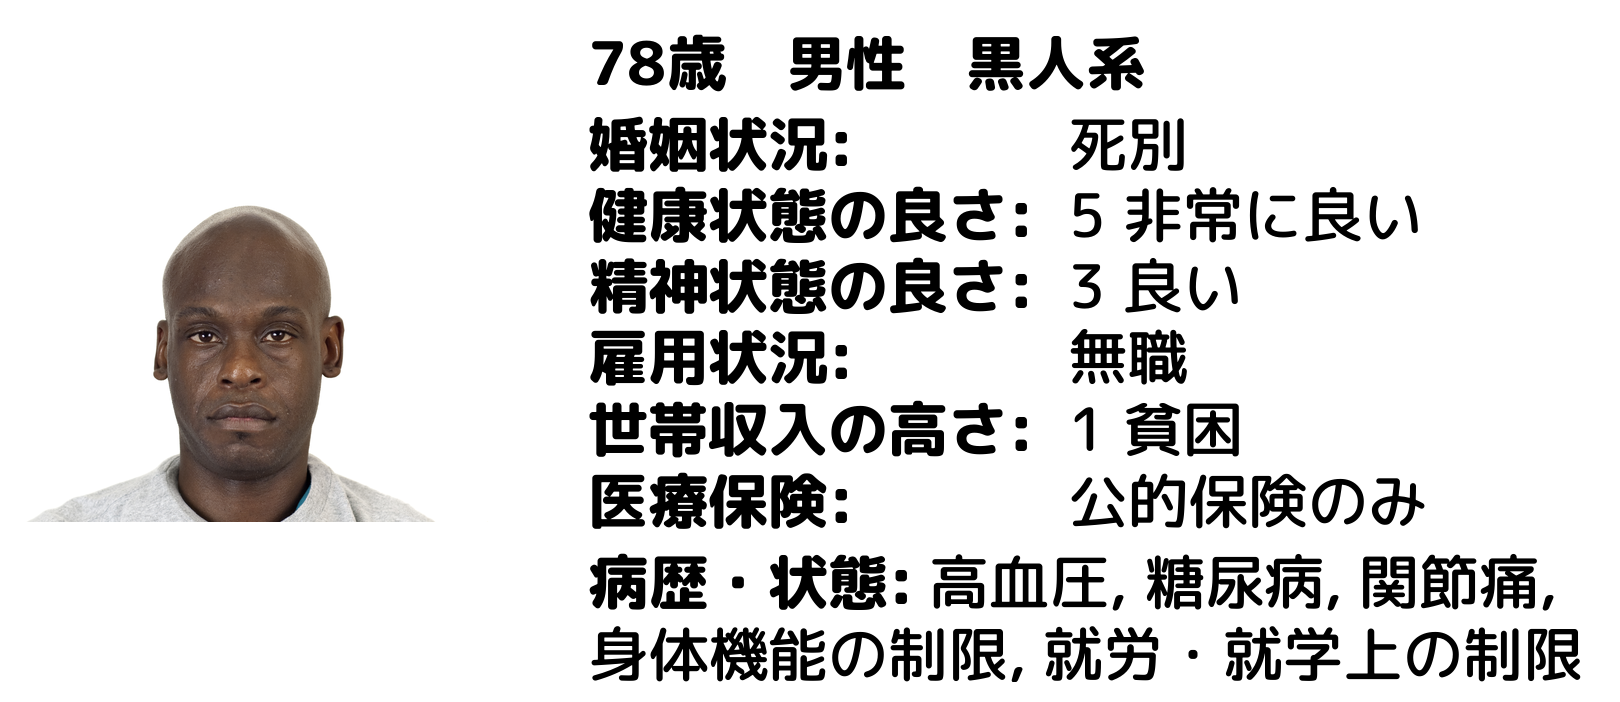 78歳　男性　黒人系
婚姻状況: 死別
健康状態の良さ: 5 非常に良い
精神状態の良さ: 3 良い
雇用状況: 無職
世帯収入の高さ: 1 貧困
医療保険: 公的保険のみ
病歴・状態: 高血圧, 糖尿病, 関節痛,
身体機能の制限, 就労・就学上の制限